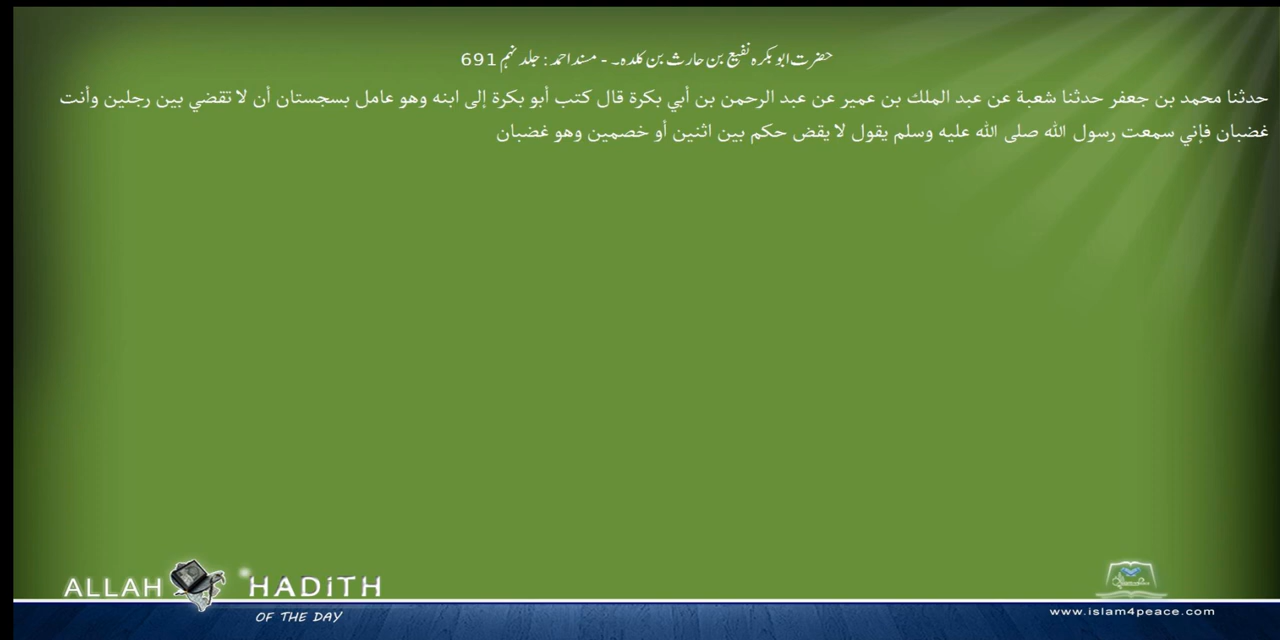 حضرت ابو بکرہ نفیع بن حارث بن کلدہ۔ - مسند احمد: جلد نہم 691
حدثنا محمد بن جعفر حدثنا شعبة عن عبد الملك بن عمير عن عبد الرحمن بن أبي بكرة قال كتب أبو بكرة إلى ابنه وهو عامل بسجستان أن لا تقضي بين رجلين وأنت
غضبان فإني سمعت رسول الله صلى الله عليه وسلم يقول لا يقض حكم بين اثنين أو خصمين وهو غضبان
ALLAH HADITH
OF THE DAY
www.islam4peace.com